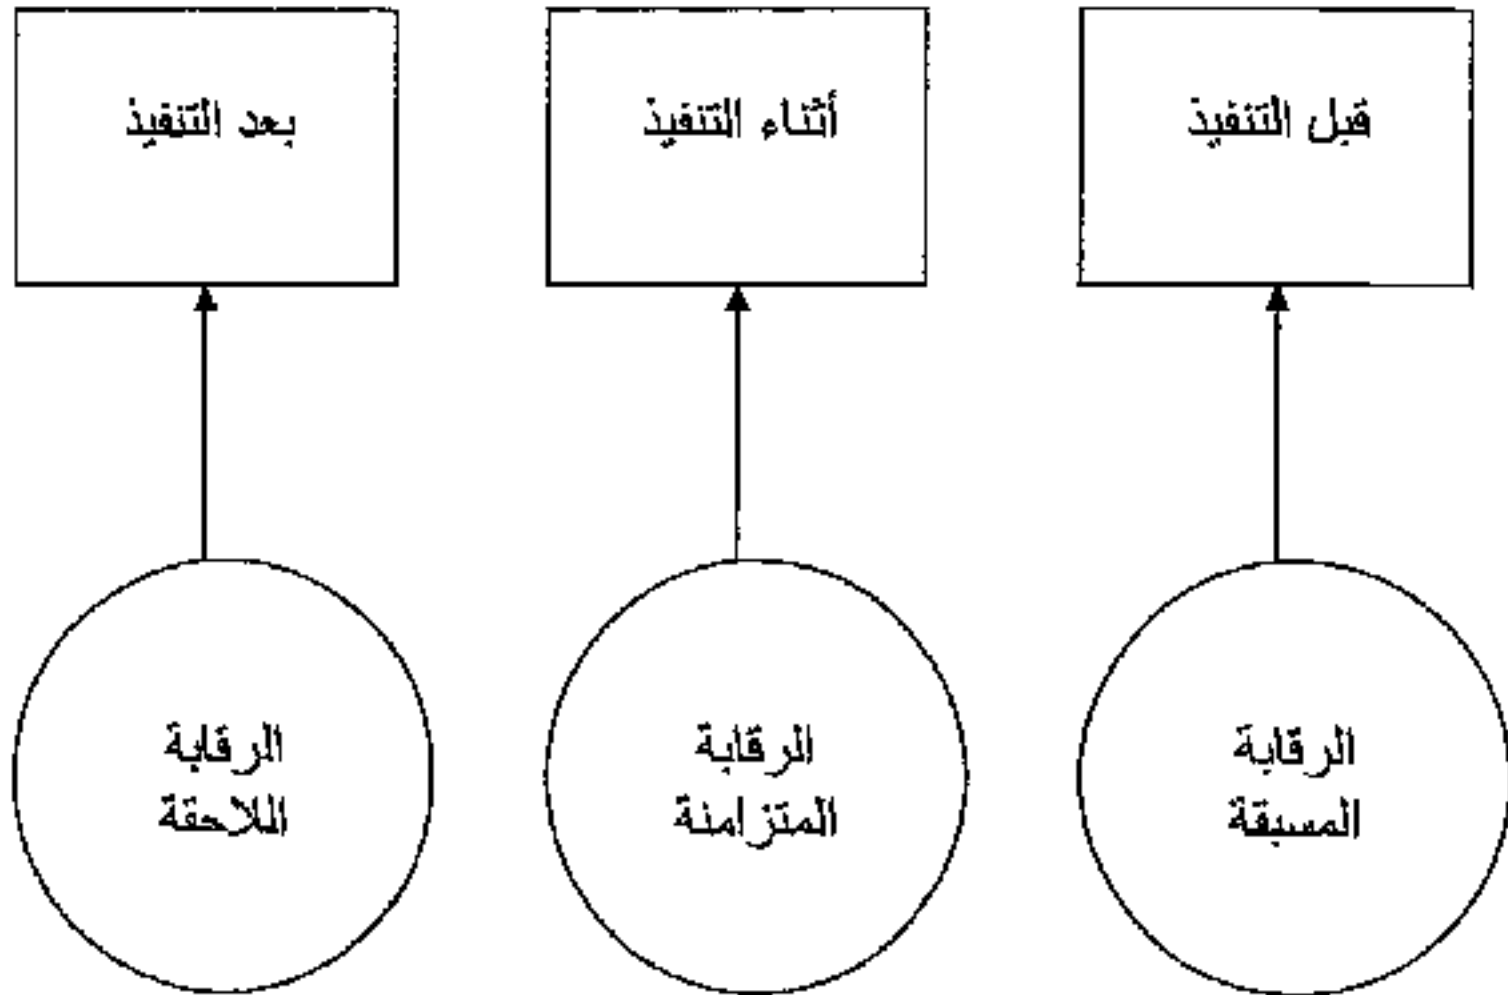 قبل التنفيذ
أثناء التنفيذ
بعد التنفيذ
الرقابة
المسبقة
الرقابة
المتزامنة
الرقابة
اللاحقة